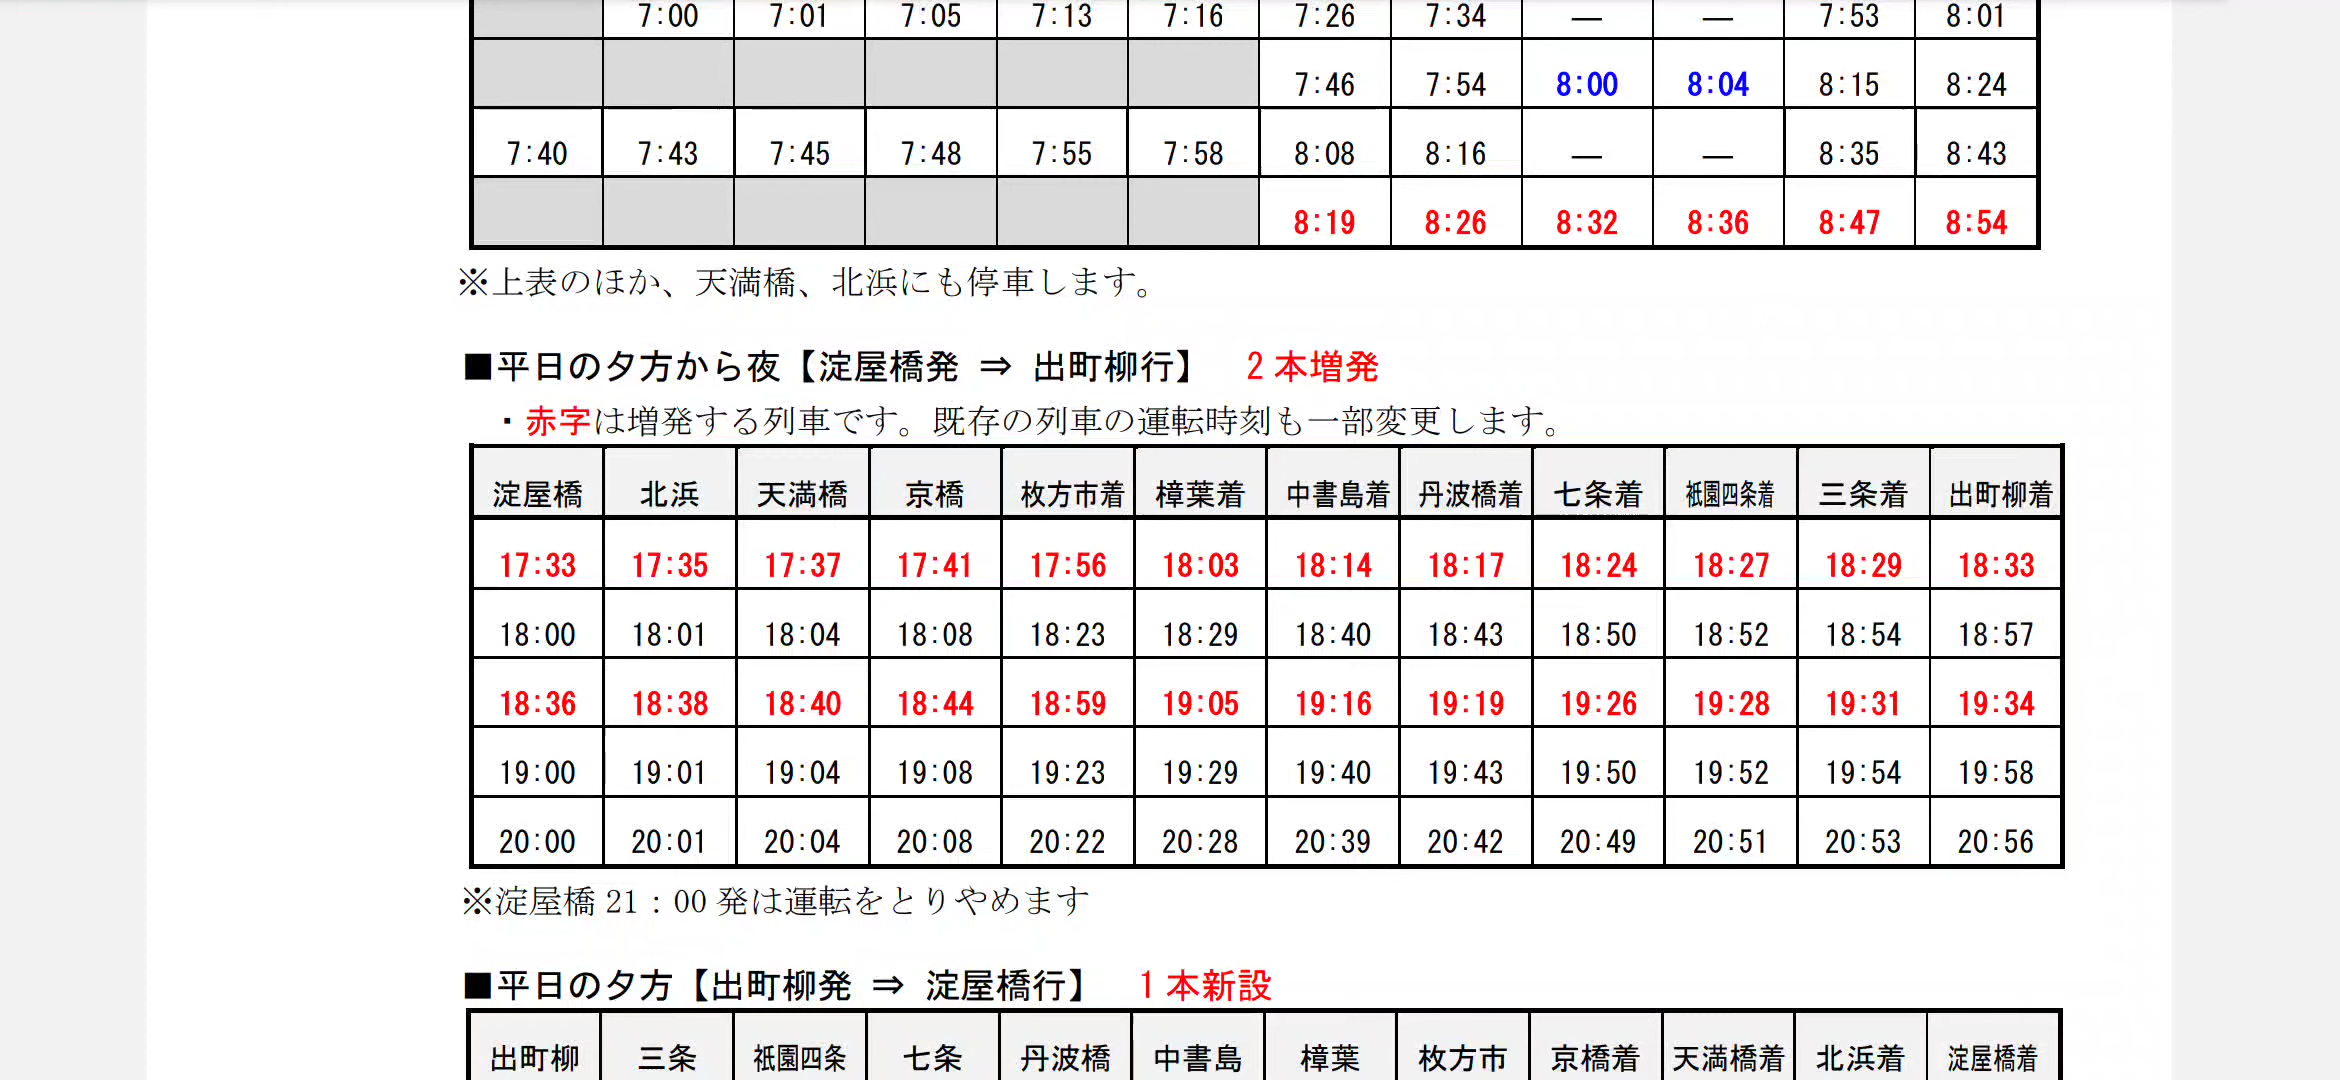 7:00 7:01 7:05 7:13 7:16 7:26 7:34 ― ― 7:53 8:01
7:46 7:54 8:00 8:04 8:15 8:24
7:40 7:43 7:45 7:48 7:55 7:58 8:08 8:16 ― ― 8:35 8:43
8:19 8:26 8:32 8:36 8:47 8:54
※上表のほか、天満橋、北浜にも停車します。
■平日の夕方から夜【淀屋橋発 ⇒ 出町柳行】 2本増発
・赤字は増発する列車です。既存の列車の運転時刻も一部変更します。
淀屋橋 北浜 天満橋 京橋 枚方市着 樟葉着 中書島着 丹波橋着 七条着 祇園四条着 三条着 出町柳着
17:33 17:35 17:37 17:41 17:56 18:03 18:14 18:17 18:24 18:27 18:29 18:33
18:00 18:01 18:04 18:08 18:23 18:29 18:40 18:43 18:50 18:52 18:54 18:57
18:36 18:38 18:40 18:44 18:59 19:05 19:16 19:19 19:26 19:28 19:31 19:34
19:00 19:01 19:04 19:08 19:23 19:29 19:40 19:43 19:50 19:52 19:54 19:58
20:00 20:01 20:04 20:08 20:22 20:28 20:39 20:42 20:49 20:51 20:53 20:56
※淀屋橋 21：00 発は運転をとりやめます
■平日の夕方【出町柳発 ⇒ 淀屋橋行】 1本新設
出町柳 三条 祇園四条 七条 丹波橋 中書島 樟葉 枚方市 京橋着 天満橋着 北浜着 淀屋橋着